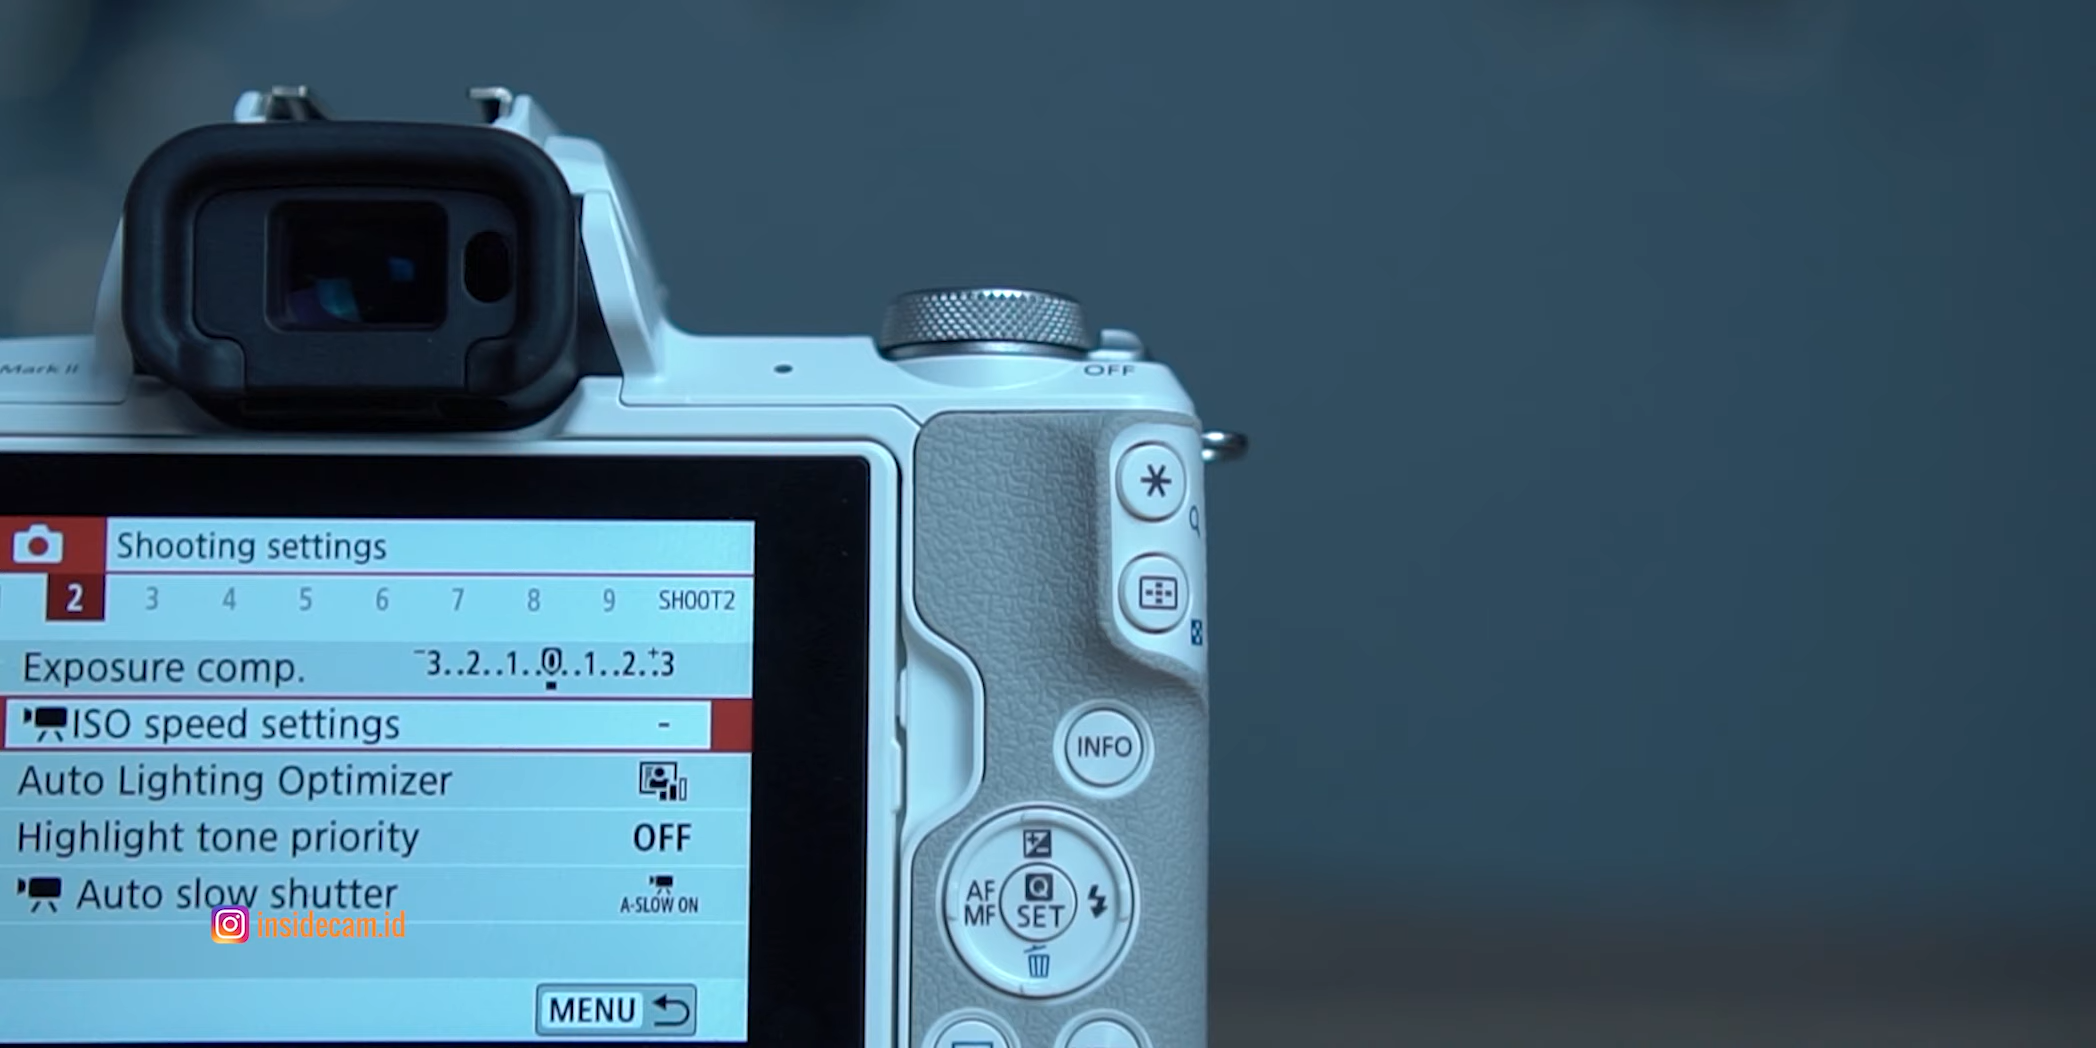 Mark II
OFF
Shooting settings
2 3 4 5 6 7 8 9 SHOOT2
Exposure comp. -3..2..1..0..1..2..+3
ISO speed settings -
Auto Lighting Optimizer
Highlight tone priority OFF
Auto slow shutter A-SLOW ON
insidecam.id
MENU
INFO
AF
MF
Q
SET